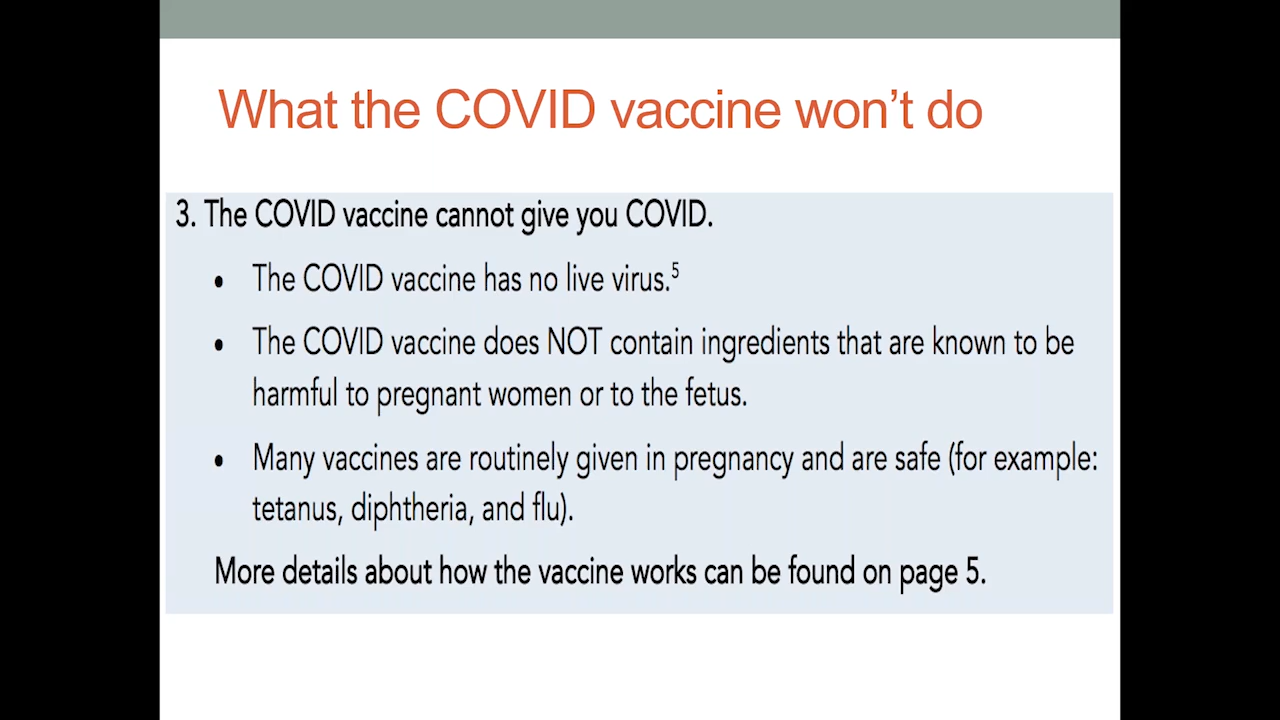 What the COVID vaccine won’t do
3. The COVID vaccine cannot give you COVID.
• The COVID vaccine has no live virus.⁵
• The COVID vaccine does NOT contain ingredients that are known to be
harmful to pregnant women or to the fetus.
• Many vaccines are routinely given in pregnancy and are safe (for example:
tetanus, diphtheria, and flu).
More details about how the vaccine works can be found on page 5.